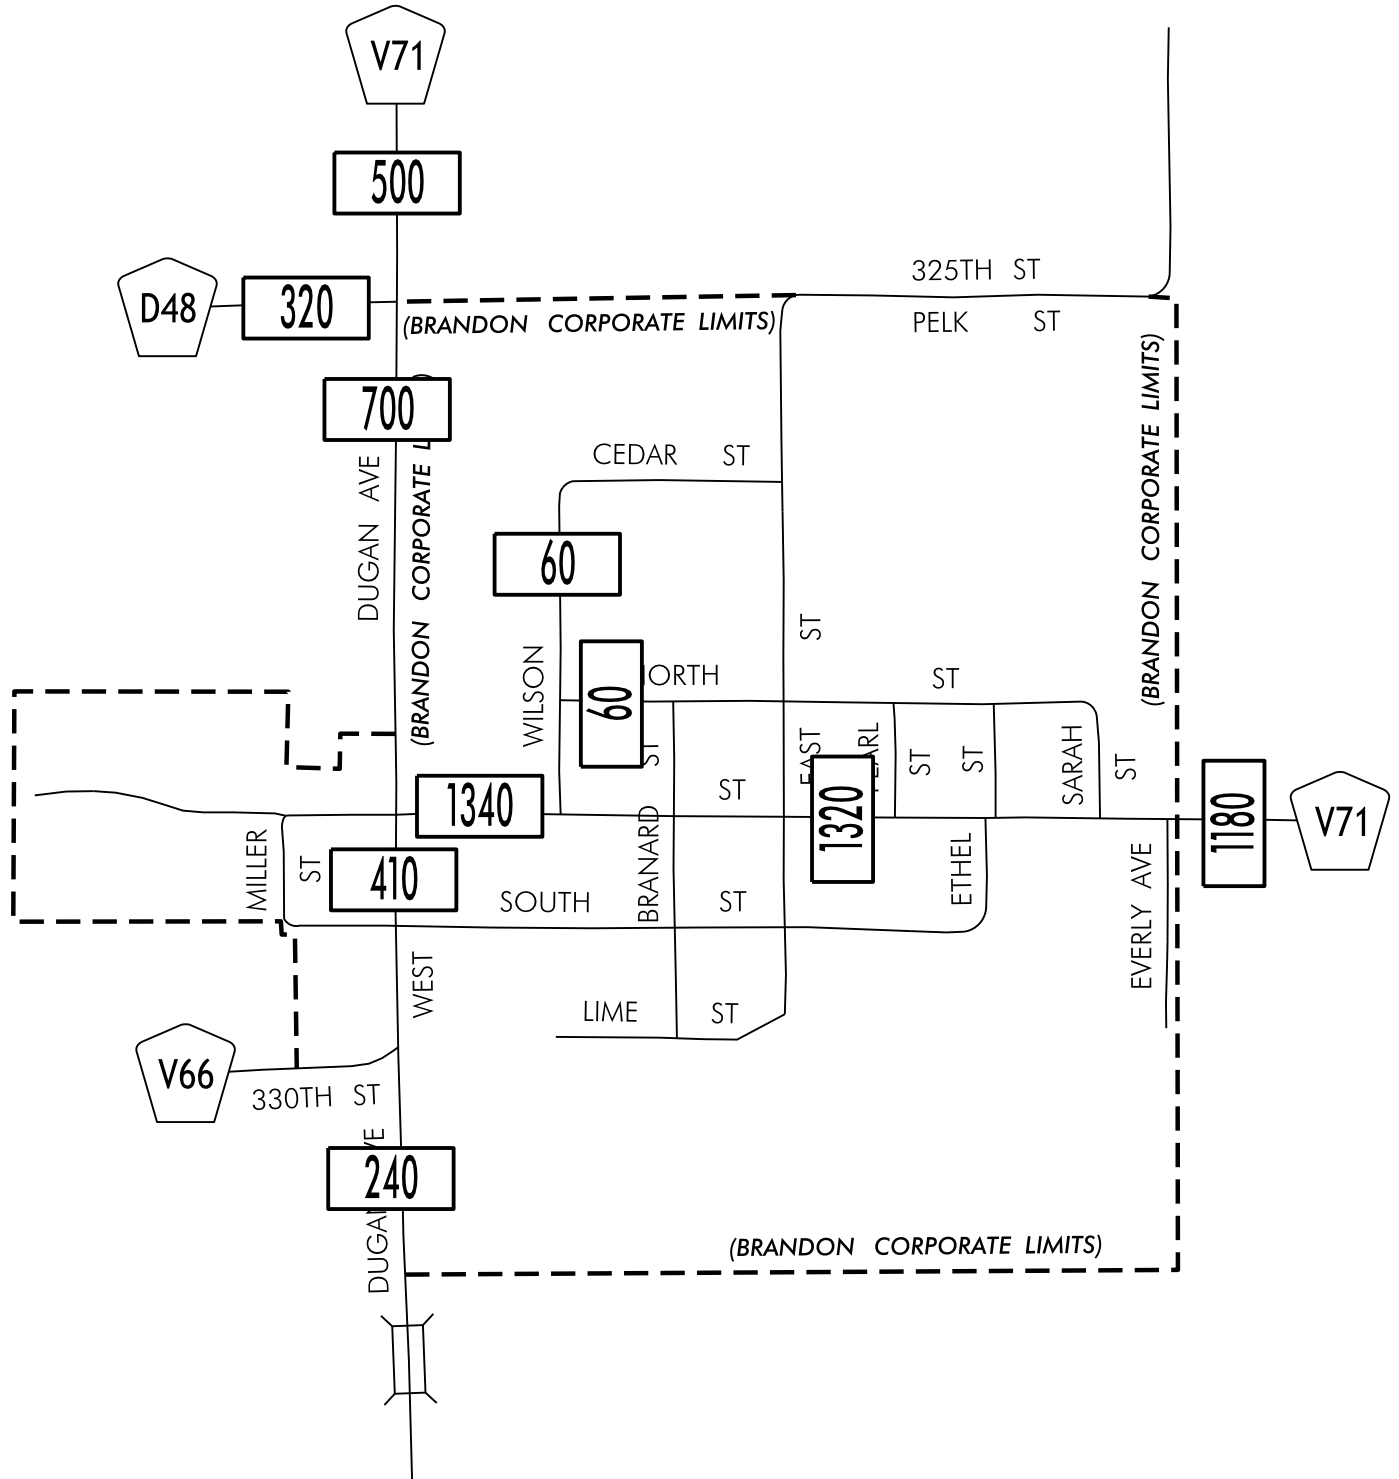 V71
500
325TH ST
D48
320
(BRANDON CORPORATE LIMITS)
PELK ST
700
(BRANDON CORPORATE
DUGAN AVE
(BRANDON CORPORATE LIMITS)
CEDAR ST
60
ST
WILSON
60
ORTH ST
ST
SARAH ST
ST
ST
1340
ST
1320
1180
V71
MILLER ST
410
BRANARD
ETHEL
EVERLY AVE
SOUTH ST
WEST
LIME ST
V66
330TH ST
240
(BRANDON CORPORATE LIMITS)